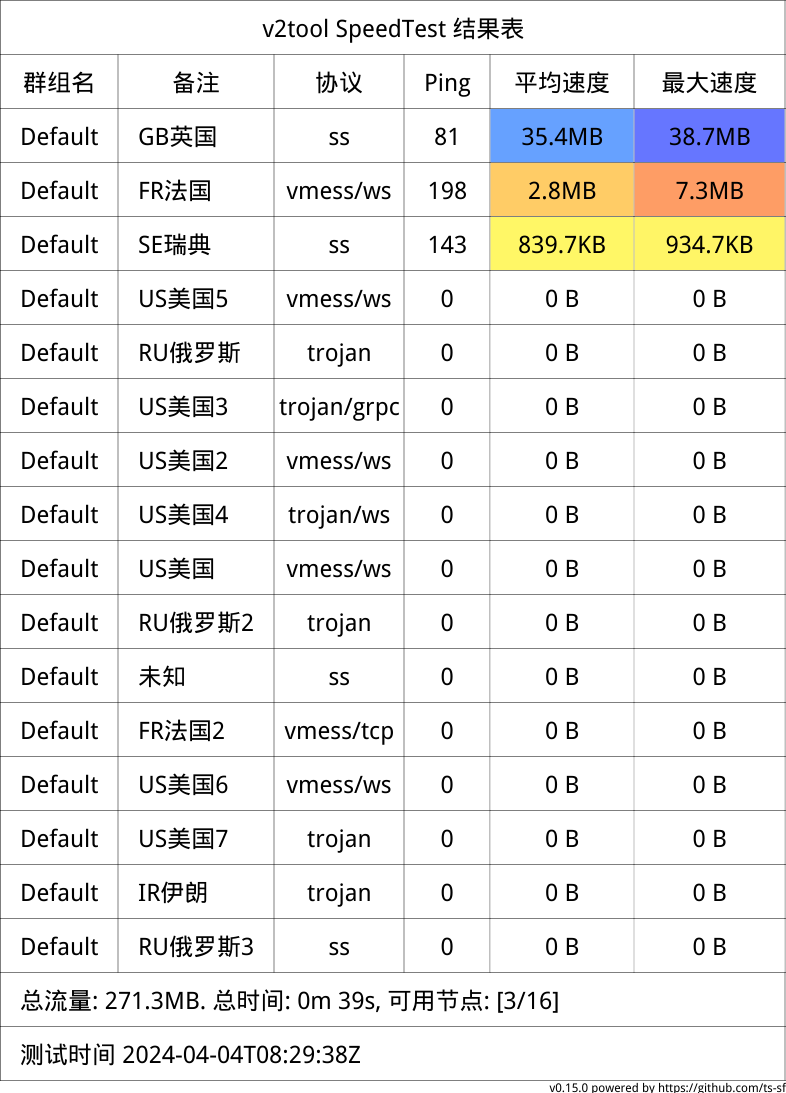 v2tool SpeedTest 结果表
群组名 备注 协议 Ping 平均速度 最大速度
Default GB英国 ss 81 35.4MB 38.7MB
Default FR法国 vmess/ws 198 2.8MB 7.3MB
Default SE瑞典 ss 143 839.7KB 934.7KB
Default US美国5 vmess/ws 0 0 B 0 B
Default RU俄罗斯 trojan 0 0 B 0 B
Default US美国3 trojan/grpc 0 0 B 0 B
Default US美国2 vmess/ws 0 0 B 0 B
Default US美国4 trojan/ws 0 0 B 0 B
Default US美国 vmess/ws 0 0 B 0 B
Default RU俄罗斯2 trojan 0 0 B 0 B
Default 未知 ss 0 0 B 0 B
Default FR法国2 vmess/tcp 0 0 B 0 B
Default US美国6 vmess/ws 0 0 B 0 B
Default US美国7 trojan 0 0 B 0 B
Default IR伊朗 trojan 0 0 B 0 B
Default RU俄罗斯3 ss 0 0 B 0 B
总流量: 271.3MB. 总时间: 0m 39s, 可用节点: [3/16]
测试时间 2024-04-04T08:29:38Z
v0.15.0 powered by https://github.com/ts-sf